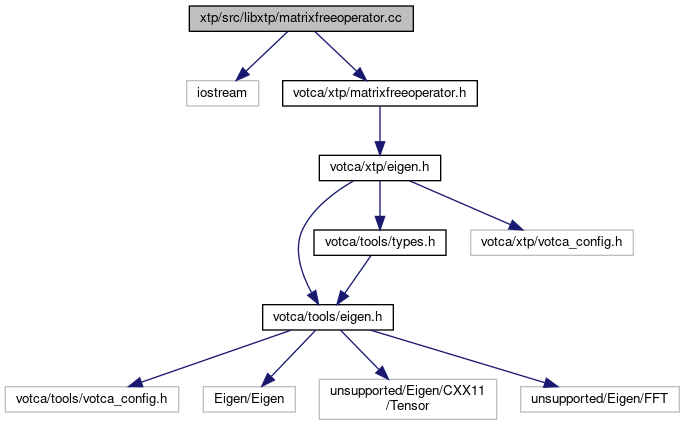 xtp/src/libxtp/matrixfreeoperator.cc
iostream
votca/xtp/matrixfreeoperator.h
votca/xtp/eigen.h
votca/tools/types.h
votca/xtp/votca_config.h
votca/tools/eigen.h
votca/tools/votca_config.h
Eigen/Eigen
unsupported/Eigen/CXX11
/Tensor
unsupported/Eigen/FFT